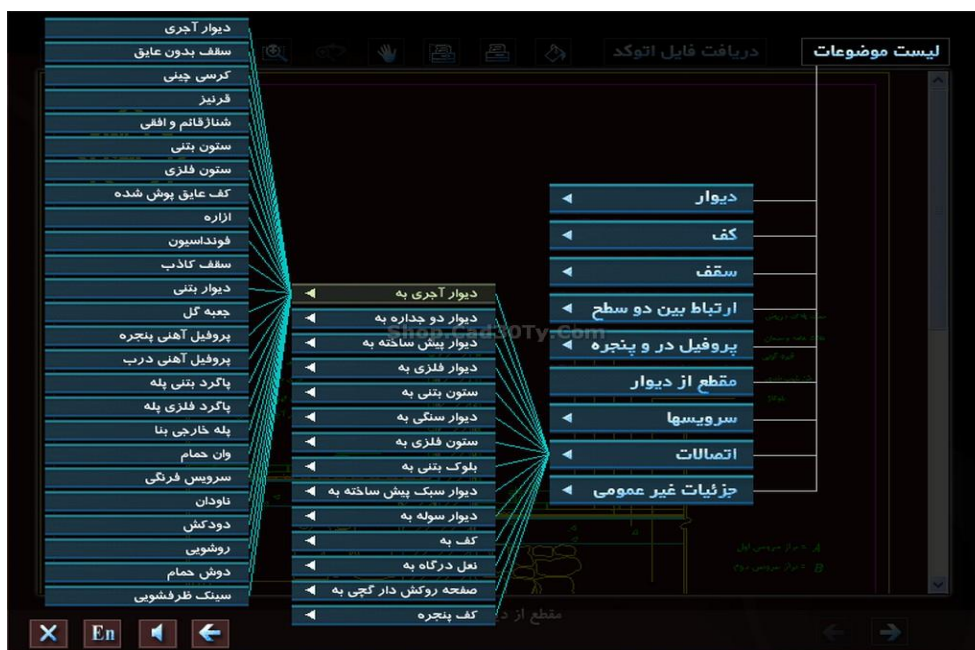 لیست موضوعات
دریافت فایل اتوکد
دیوار
کف
سقف
ارتباط بین دو سطح
پروفیل در و پنجره
مقطع از دیوار
سرویسها
اتصالات
جزئیات غیر عمومی
دیوار آجری به
دیوار دو جداره به
دیوار پیش ساخته به
دیوار فلزی به
ستون بتنی به
دیوار سنگی به
ستون فلزی به
بلوک بتنی به
دیوار سبک پیش ساخته به
دیوار سوله به
کف به
نعل درگاه به
صفحه روکش دار گچی به
کف پنجره
دیوار آجری
سقف بدون عایق
کرسی چینی
قرنیز
شناژقائم و افقی
ستون بتنی
ستون فلزی
کف عایق پوش شده
ازاره
فونداسیون
سقف کاذب
دیوار بتنی
جعبه گل
پروفیل آهنی پنجره
پروفیل آهنی درب
پاگرد بتنی پله
پاگرد فلزی پله
پله خارجی بنا
وان حمام
سرویس فرنگی
ناودان
دودکش
روشویی
دوش حمام
سینک ظرفشویی
Shop.Cad30Ty.Com
مقطع از
En